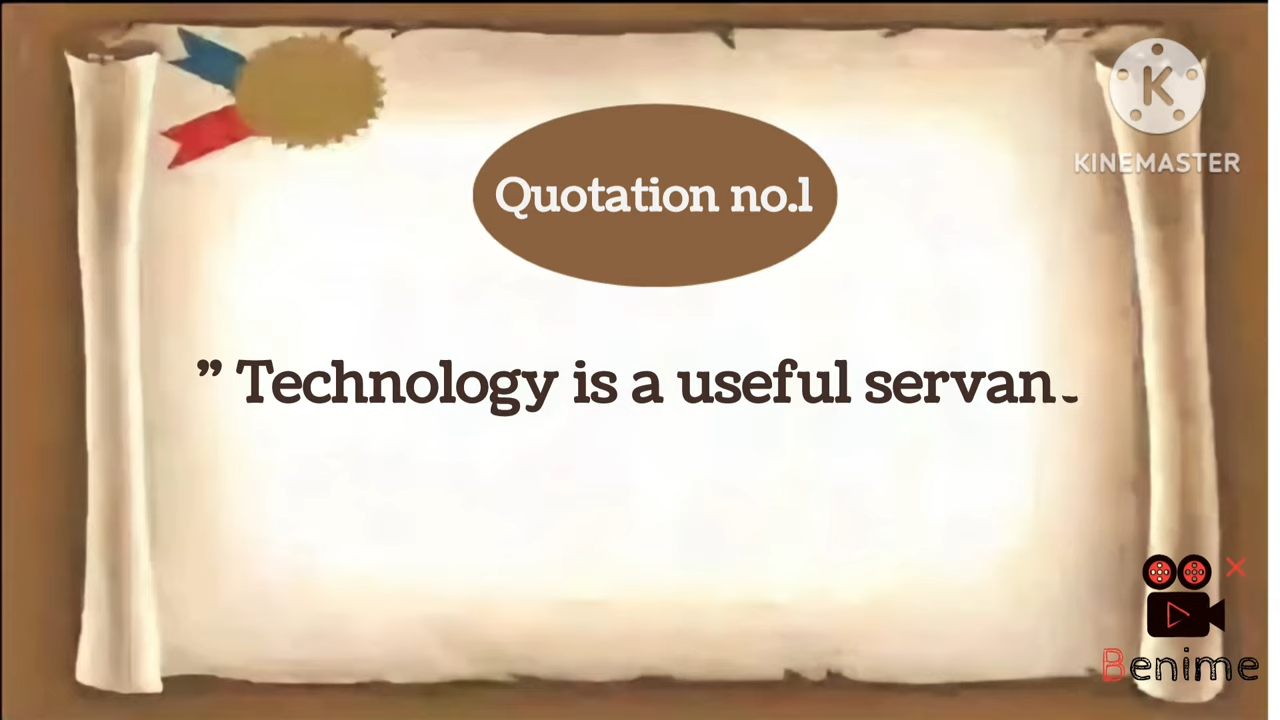 Quotation no.1
” Technology is a useful servan
KINEMASTER
Benime